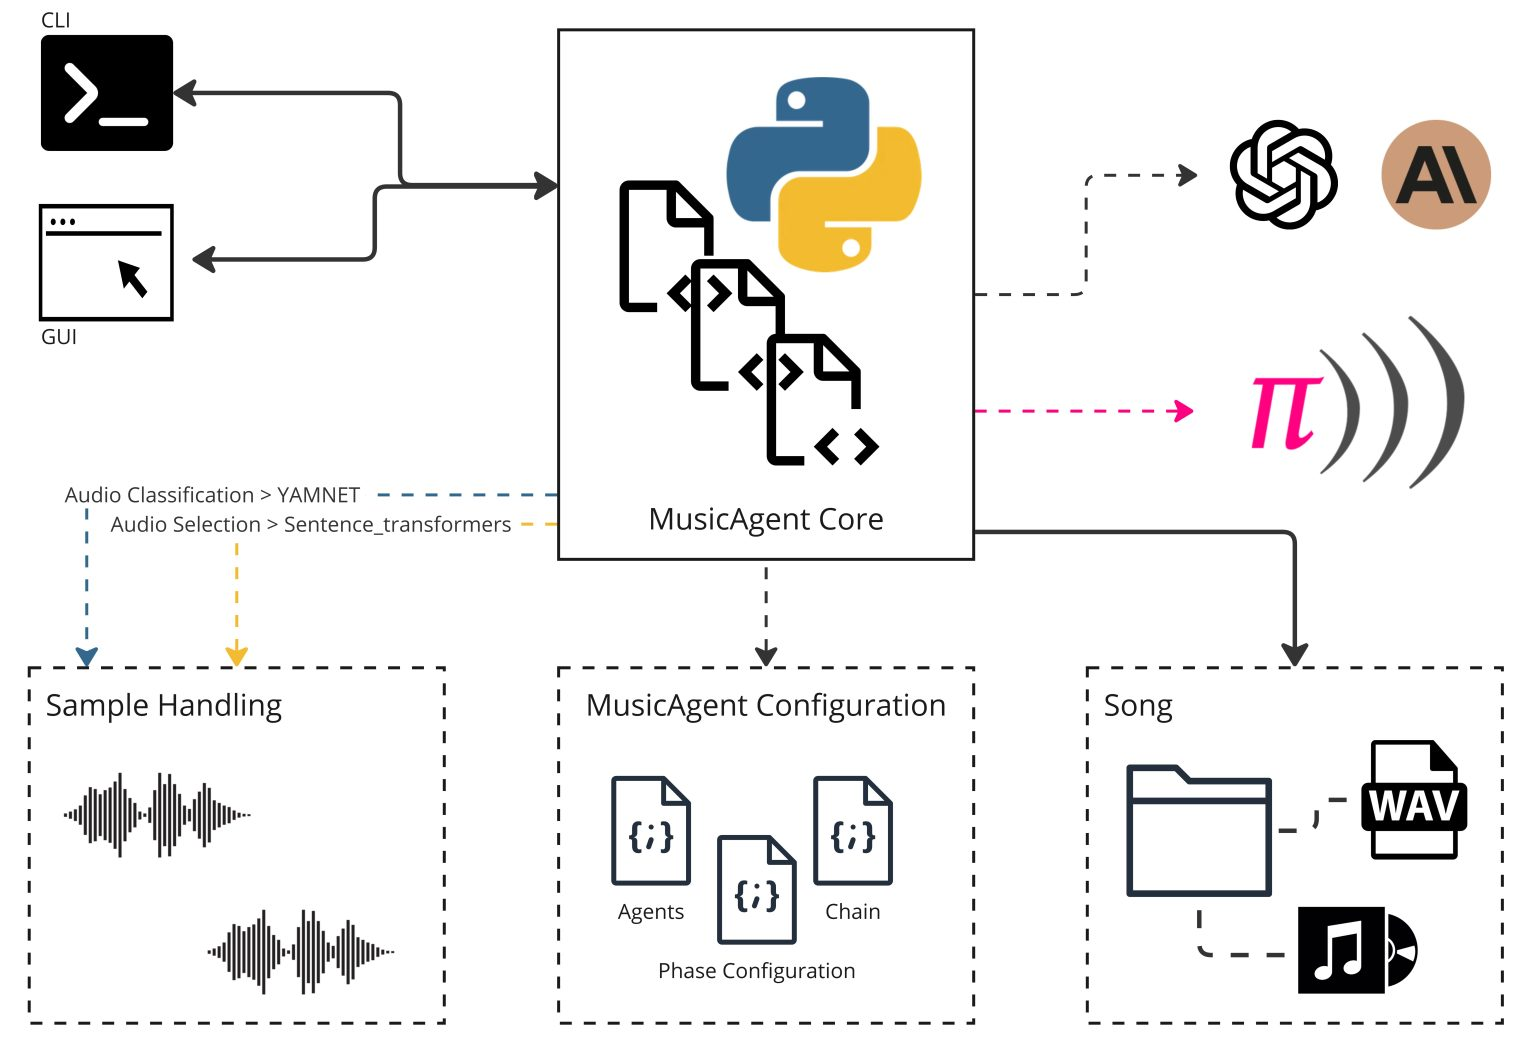 CLI
GUI
Audio Classification > YAMNET
Audio Selection > Sentence_transformers
MusicAgent Core
AI
π
Sample Handling
MusicAgent Configuration
{;}
{;}
{;}
Agents
Chain
Phase Configuration
Song
WAV